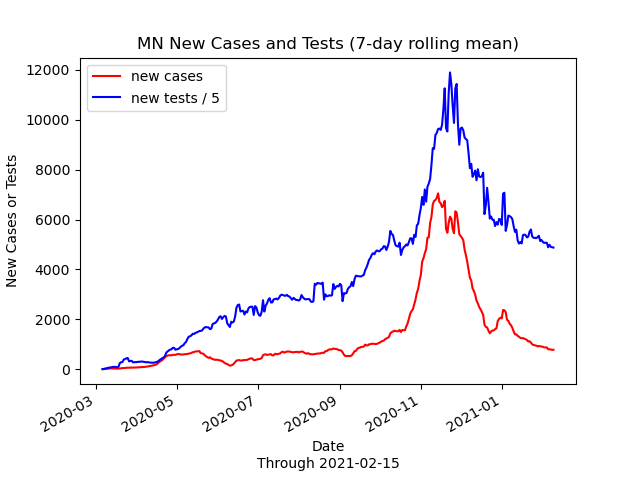 MN New Cases and Tests (7-day rolling mean)
new cases
new tests / 5
12000
10000
8000
6000
4000
2000
0
New Cases or Tests
2020-03
2020-05
2020-07
2020-09
2020-11
2021-01
Date
Through 2021-02-15